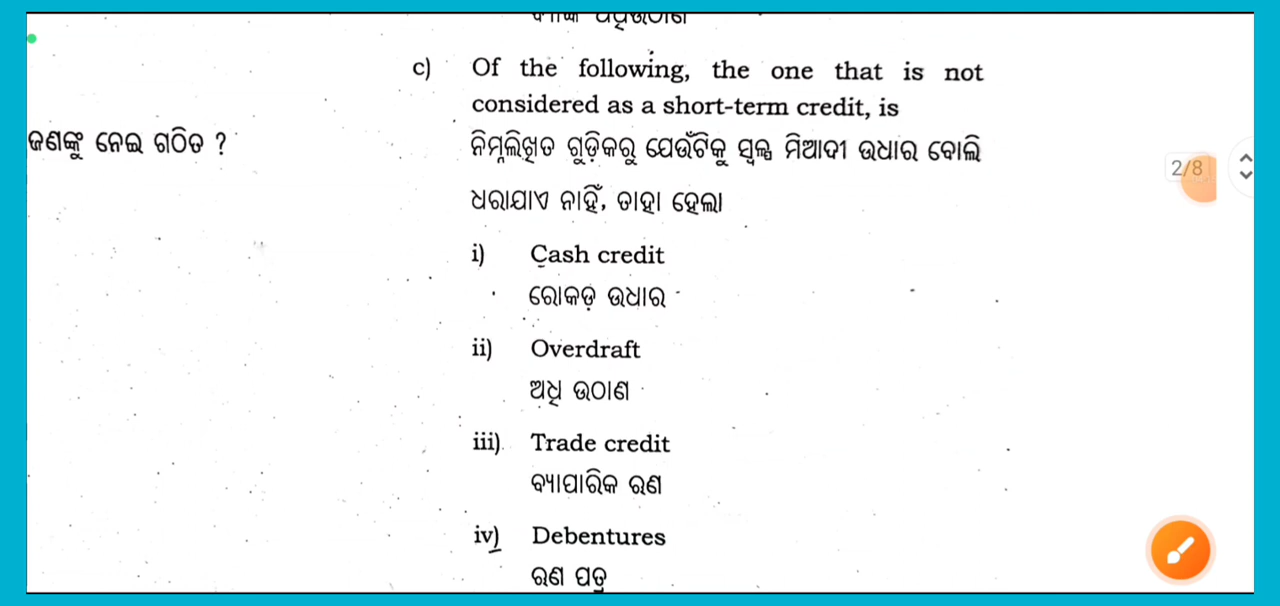 c) Of the following, the one that is not
considered as a short-term credit, is
ଜଣଙ୍କୁ ନେଇ ଗଠିତ ?
ନିମ୍ନଲିଖିତ ଗୁଡ଼ିକରୁ ଯେଉଁଟିକୁ ସ୍ୱଳ୍ପ ମିଆଦୀ ଉଧାର ବୋଲି
2/8
ଧରାଯାଏ ନାହିଁ, ତାହା ହେଲା
i) Cash credit
ରୋକଡ଼ ଉଧାର
ii) Overdraft
ଅଧି ଉଠାଣ
iii) Trade credit
ବ୍ୟାପାରିକ ଋଣ
iv) Debentures
ଋଣ ପତ୍ର